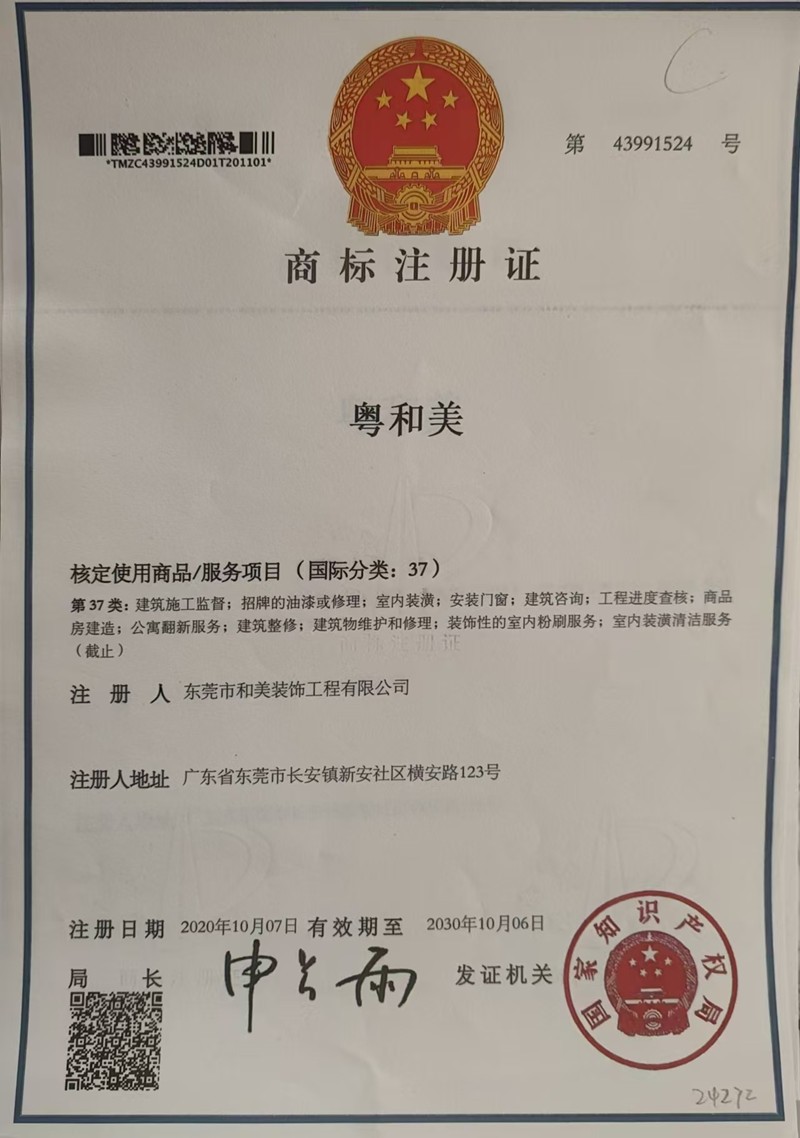 *TMZC43991524D01T201101*
第 43991524 号
商标注册证
粤和美
核定使用商品/服务项目（国际分类：37）
第37类：建筑施工监督；招牌的油漆或修理；室内装潢；安装门窗；建筑咨询；工程进度查核；商品
房建造；公寓翻新服务；建筑整修；建筑物维护和修理；装饰性的室内粉刷服务；室内装潢清洁服务
（截止）
注册人 东莞市和美装饰工程有限公司
注册人地址 广东省东莞市长安镇新安社区横安路123号
注册日期 2020年10月07日 有效期至 2030年10月06日
局长 申长雨 发证机关
国家知识产权局